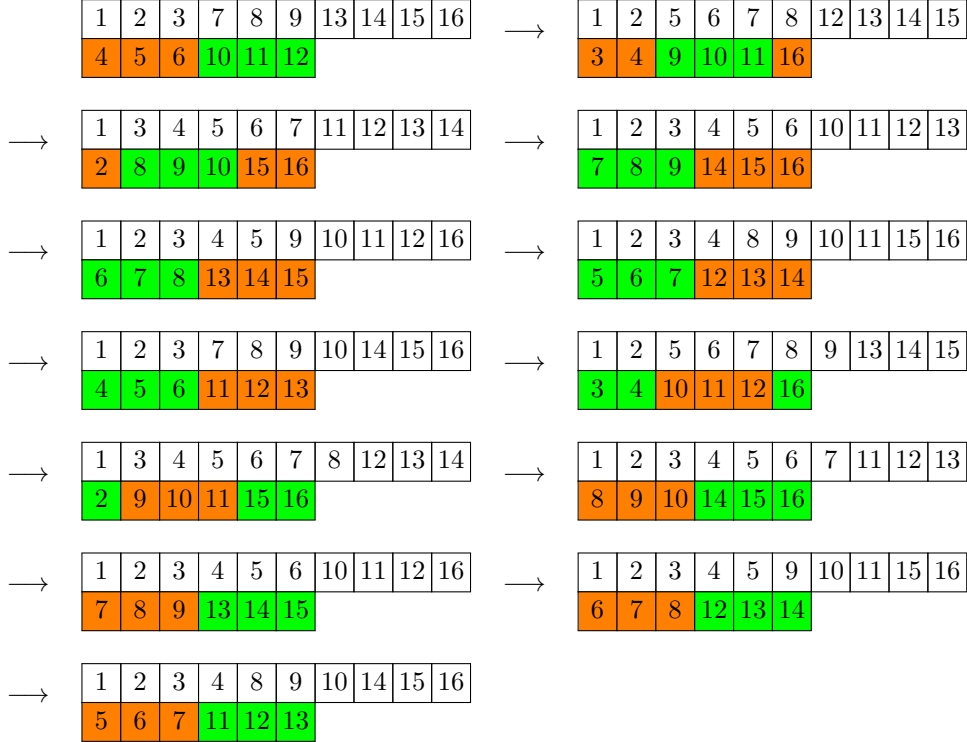 1 2 3 7 8 9 13 14 15 16 ⟶ 1 2 5 6 7 8 12 13 14 15
4 5 6 10 11 12 3 4 9 10 11 16
⟶ 1 3 4 5 6 7 11 12 13 14 ⟶ 1 2 3 4 5 6 10 11 12 13
2 8 9 10 15 16 7 8 9 14 15 16
⟶ 1 2 3 4 5 9 10 11 12 16 ⟶ 1 2 3 4 8 9 10 11 15 16
6 7 8 13 14 15 5 6 7 12 13 14
⟶ 1 2 3 7 8 9 10 14 15 16 ⟶ 1 2 5 6 7 8 9 13 14 15
4 5 6 11 12 13 3 4 10 11 12 16
⟶ 1 3 4 5 6 7 8 12 13 14 ⟶ 1 2 3 4 5 6 7 11 12 13
2 9 10 11 15 16 8 9 10 14 15 16
⟶ 1 2 3 4 5 6 10 11 12 16 ⟶ 1 2 3 4 5 9 10 11 15 16
7 8 9 13 14 15 6 7 8 12 13 14
⟶ 1 2 3 4 8 9 10 14 15 16
5 6 7 11 12 13